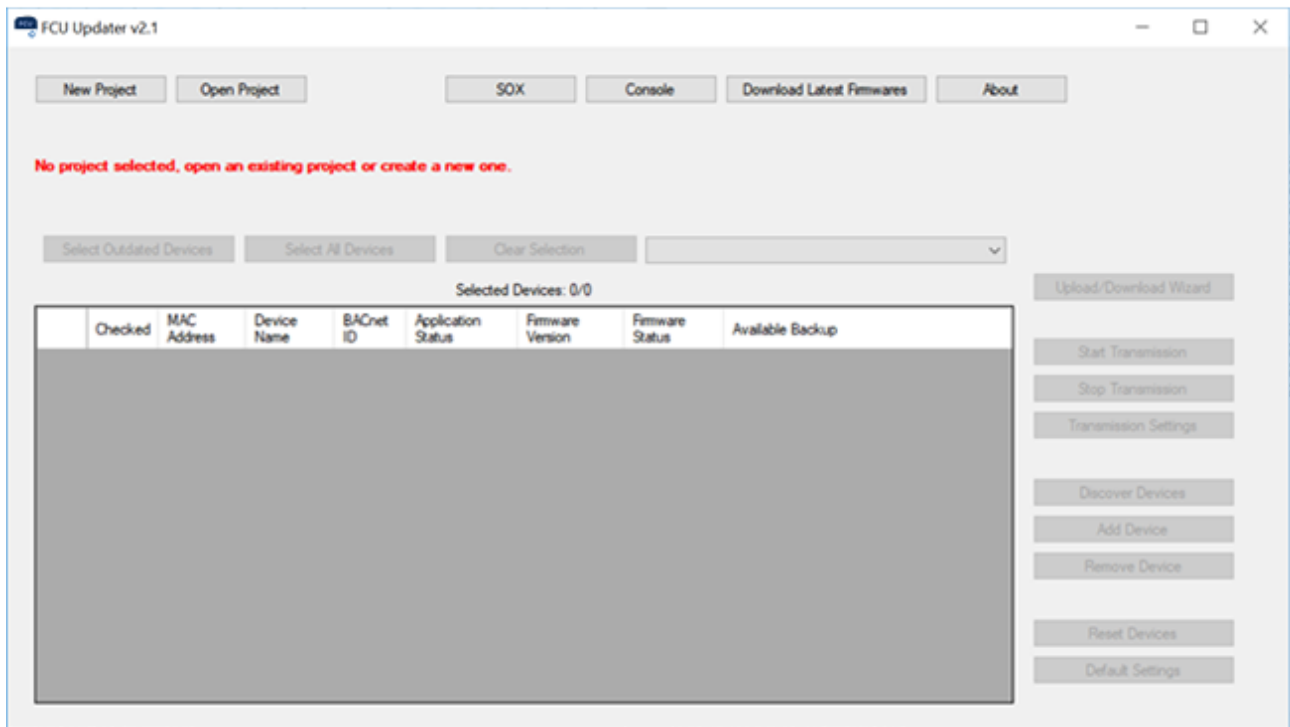 FCU Updater v2.1
New Project Open Project SOX Console Download Latest Firmwares About
No project selected, open an existing project or create a new one.
Select Outdated Devices Select All Devices Clear Selection
Selected Devices: 0/0
Upload/Download Wizard
Checked MAC Address Device Name BACnet ID Application Status Firmware Version Firmware Status Available Backup
Start Transmission
Stop Transmission
Transmission Settings
Discover Devices
Add Device
Remove Device
Reset Devices
Default Settings